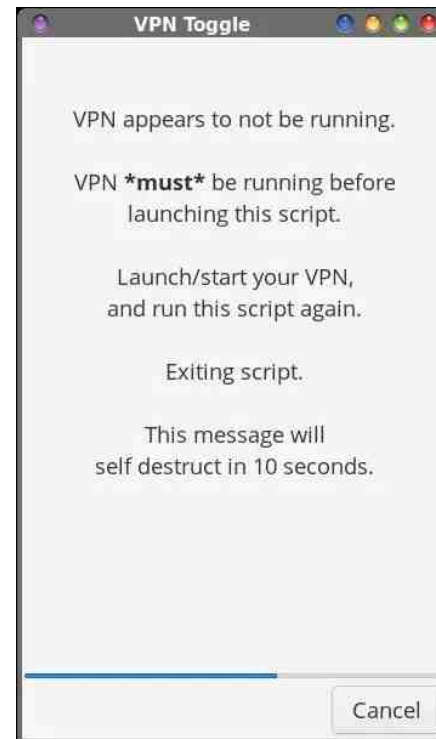 VPN Toggle
VPN appears to not be running.
VPN *must* be running before
launching this script.
Launch/start your VPN,
and run this script again.
Exiting script.
This message will
self destruct in 10 seconds.
Cancel